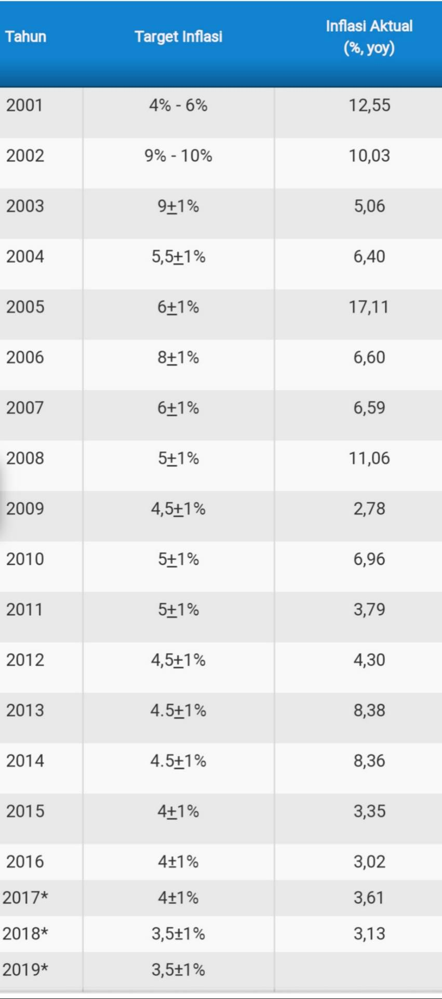 Tahun Target Inflasi Inflasi Aktual
(%, yoy)
2001 4% - 6% 12,55
2002 9% - 10% 10,03
2003 9±1% 5,06
2004 5,5±1% 6,40
2005 6±1% 17,11
2006 8±1% 6,60
2007 6±1% 6,59
2008 5±1% 11,06
2009 4,5±1% 2,78
2010 5±1% 6,96
2011 5±1% 3,79
2012 4,5±1% 4,30
2013 4.5±1% 8,38
2014 4.5±1% 8,36
2015 4±1% 3,35
2016 4±1% 3,02
2017* 4±1% 3,61
2018* 3,5±1% 3,13
2019* 3,5±1%